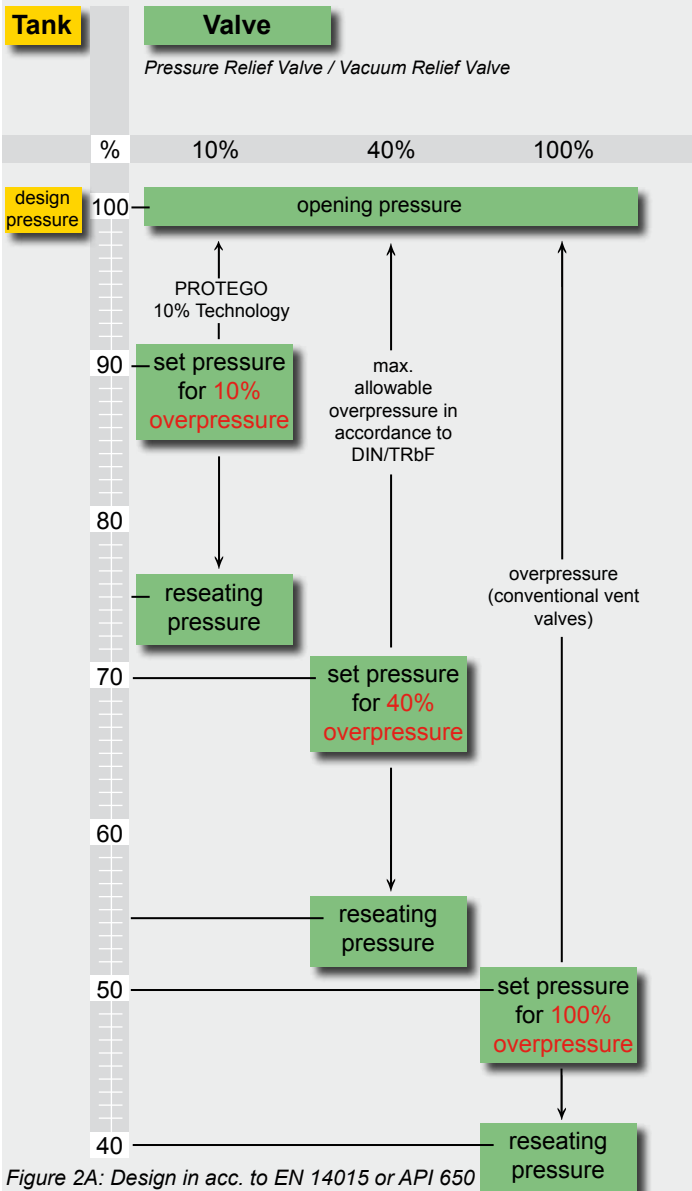 Tank
Valve
Pressure Relief Valve / Vacuum Relief Valve
% 10% 40% 100%
design
pressure
100 opening pressure
PROTEGO
10% Technology
90 set pressure
for 10%
overpressure
max.
allowable
overpressure in
accordance to
DIN/TRbF
80
reseating
pressure
overpressure
(conventional vent
valves)
70 set pressure
for 40%
overpressure
60
reseating
pressure
50 set pressure
for 100%
overpressure
40 reseating
pressure
Figure 2A: Design in acc. to EN 14015 or API 650